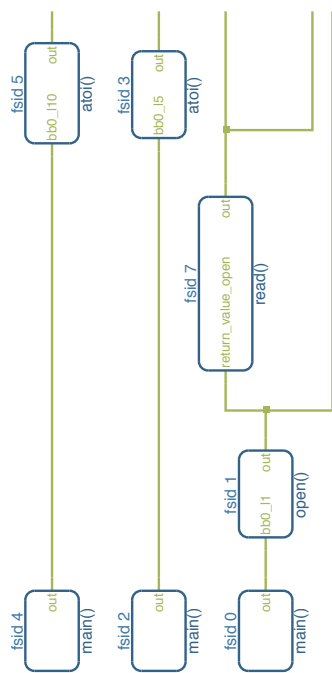 fsid 5
bb0_l10
out
atoi()
fsid 3
bb0_l5
out
atoi()
fsid 7
return_value_open
out
read()
fsid 1
bb0_l1
out
open()
fsid 4
out
main()
fsid 2
out
main()
fsid 0
out
main()